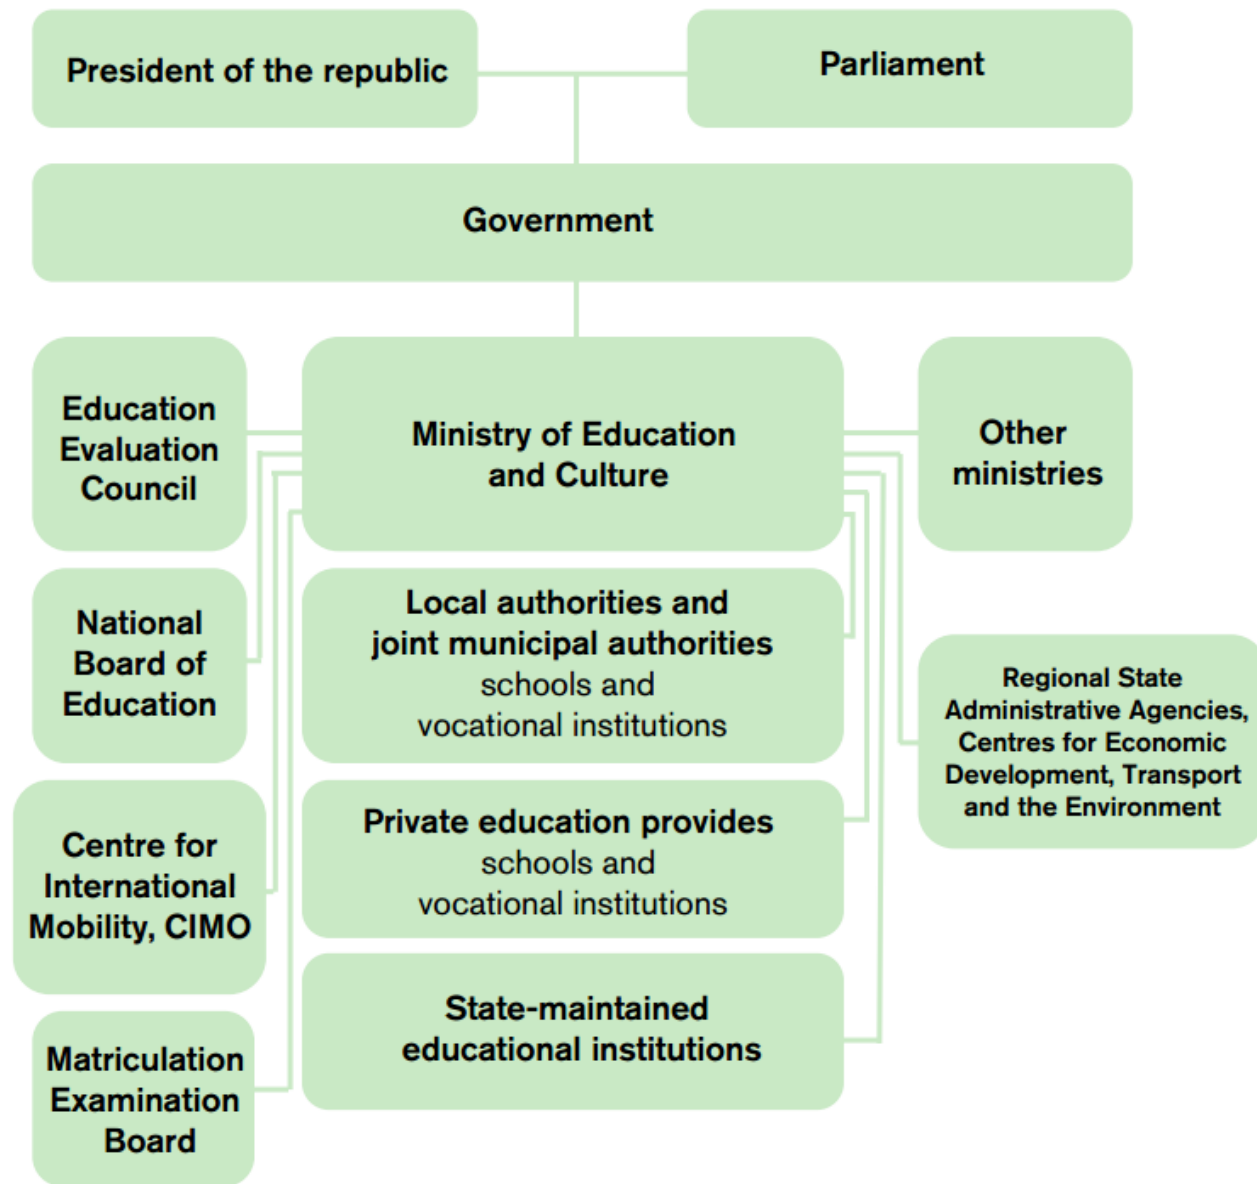 President of the republic
Parliament
Government
Education
Evaluation
Council
Ministry of Education
and Culture
Other
ministries
National
Board of
Education
Local authorities and
joint municipal authorities
schools and
vocational institutions
Regional State
Administrative Agencies,
Centres for Economic
Development, Transport
and the Environment
Centre for
International
Mobility, CIMO
Private education provides
schools and
vocational institutions
State-maintained
educational institutions
Matriculation
Examination
Board